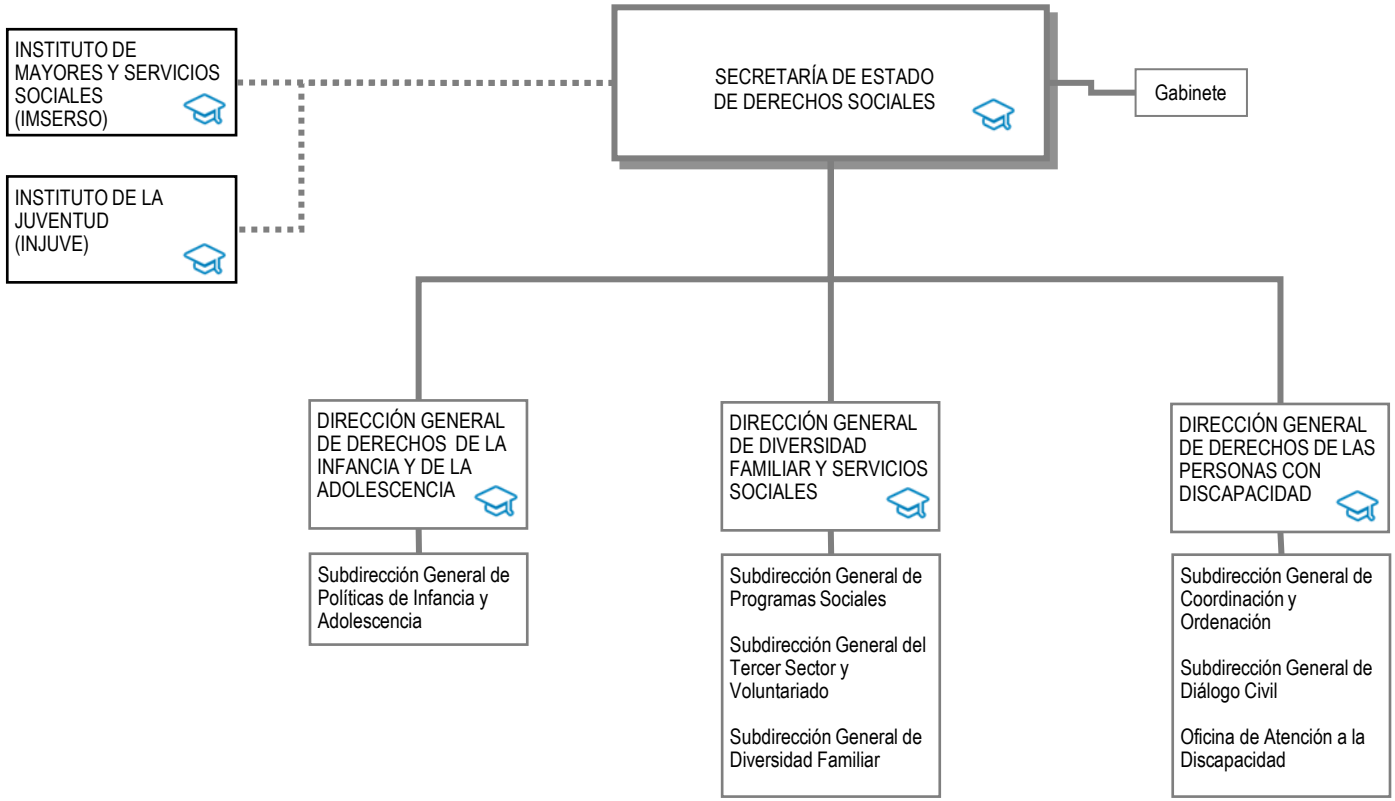 INSTITUTO DE
MAYORES Y SERVICIOS
SOCIALES
(IMSERSO)
SECRETARÍA DE ESTADO
DE DERECHOS SOCIALES
Gabinete
INSTITUTO DE LA
JUVENTUD
(INJUVE)
DIRECCIÓN GENERAL
DE DERECHOS DE LA
INFANCIA Y DE LA
ADOLESCENCIA
Subdirección General de
Políticas de Infancia y
Adolescencia
DIRECCIÓN GENERAL
DE DIVERSIDAD
FAMILIAR Y SERVICIOS
SOCIALES
Subdirección General de
Programas Sociales
Subdirección General del
Tercer Sector y
Voluntariado
Subdirección General de
Diversidad Familiar
DIRECCIÓN GENERAL
DE DERECHOS DE LAS
PERSONAS CON
DISCAPACIDAD
Subdirección General de
Coordinación y
Ordenación
Subdirección General de
Diálogo Civil
Oficina de Atención a la
Discapacidad